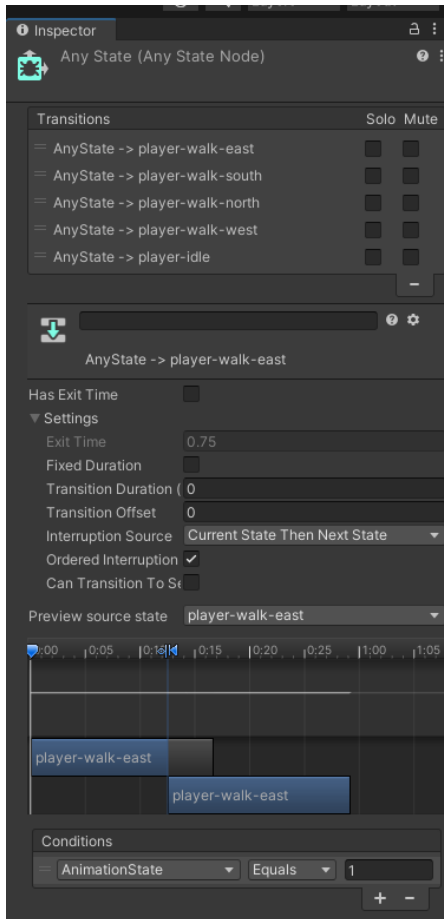 Inspector
Any State (Any State Node)
Transitions Solo Mute
AnyState -> player-walk-east
AnyState -> player-walk-south
AnyState -> player-walk-north
AnyState -> player-walk-west
AnyState -> player-idle
AnyState -> player-walk-east
Has Exit Time
Settings
Exit Time 0.75
Fixed Duration
Transition Duration ( 0
Transition Offset 0
Interruption Source Current State Then Next State
Ordered Interruption
Can Transition To Se
Preview source state player-walk-east
0:00 0:05 0:15 0:20 0:25 1:00 1:05
player-walk-east
player-walk-east
Conditions
AnimationState Equals 1